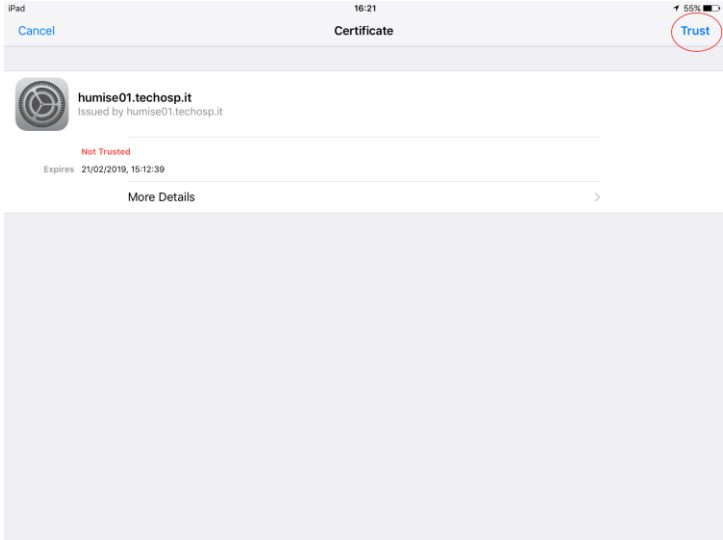 iPad 16:21 55%
Cancel Certificate Trust
humise01.techosp.it
Issued by humise01.techosp.it
Not Trusted
Expires 21/02/2019, 15:12:39
More Details